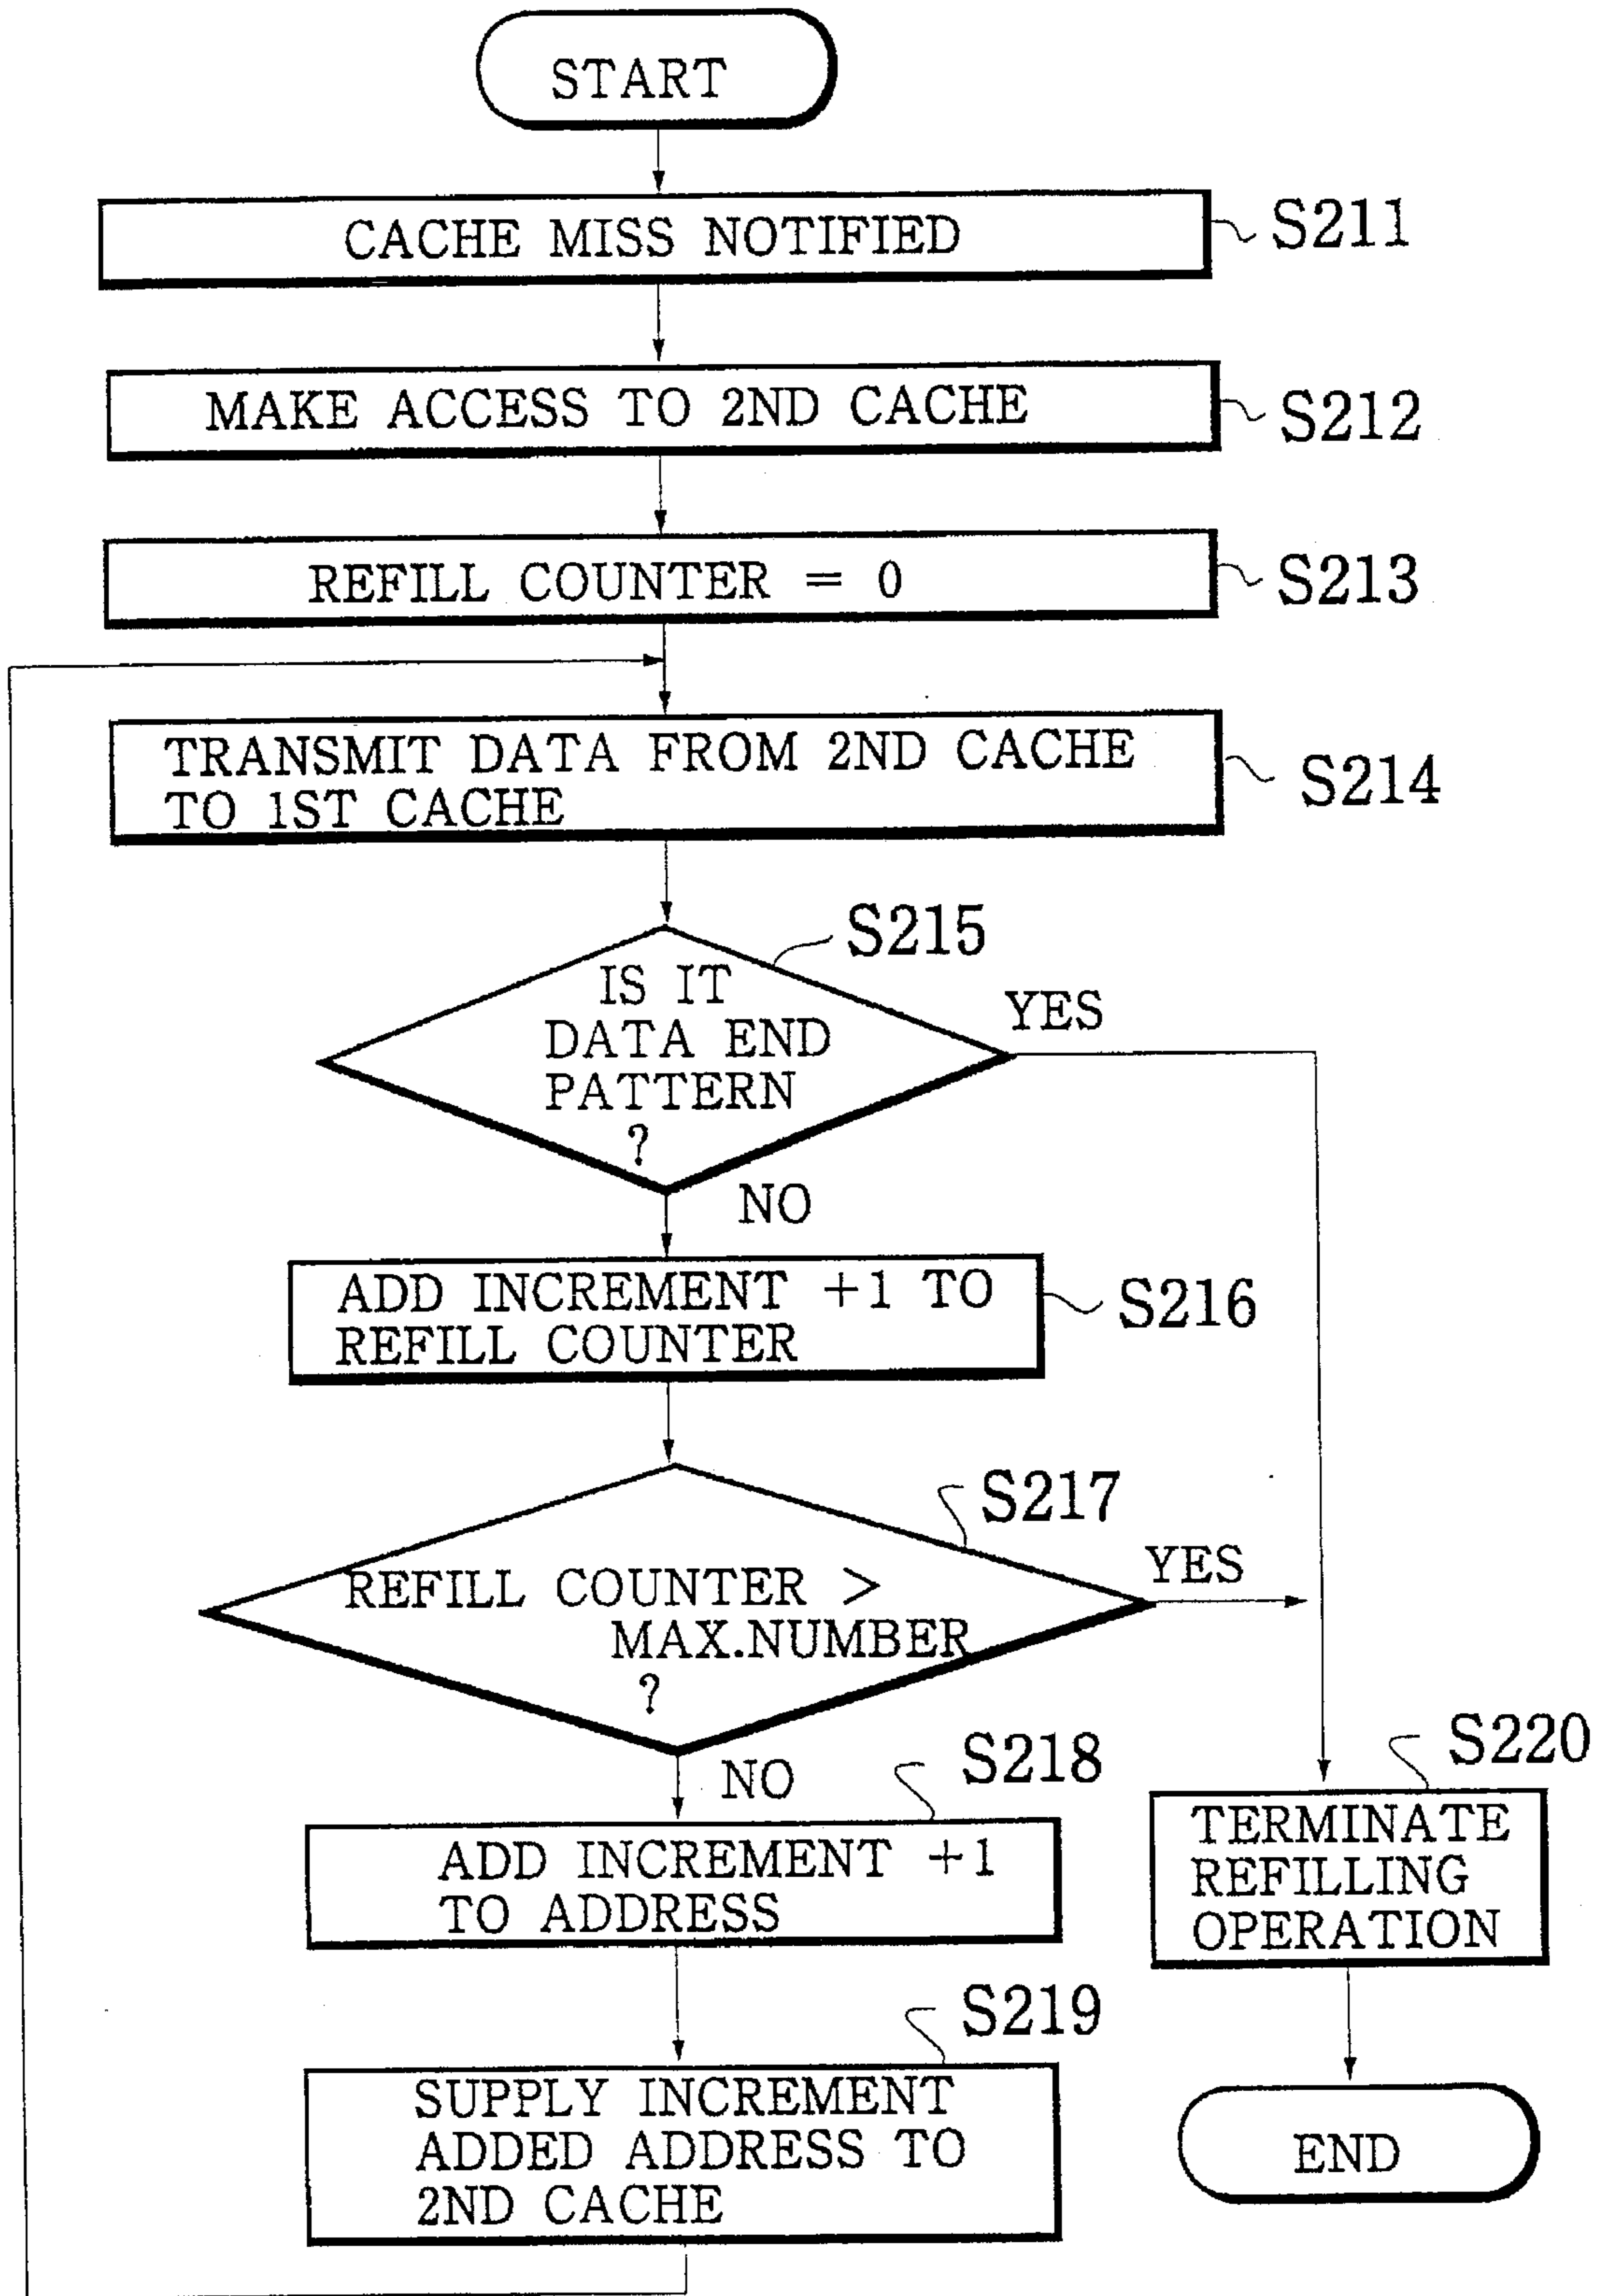 START
CACHE MISS NOTIFIED
S211
MAKE ACCESS TO 2ND CACHE
S212
REFILL COUNTER = 0
S213
TRANSMIT DATA FROM 2ND CACHE
TO 1ST CACHE
S214
S215
IS IT
DATA END
PATTERN
?
YES
NO
ADD INCREMENT +1 TO
REFILL COUNTER
S216
S217
REFILL COUNTER >
MAX.NUMBER
?
YES
NO
S218
ADD INCREMENT +1
TO ADDRESS
S220
TERMINATE
REFILLING
OPERATION
S219
SUPPLY INCREMENT
ADDED ADDRESS TO
2ND CACHE
END